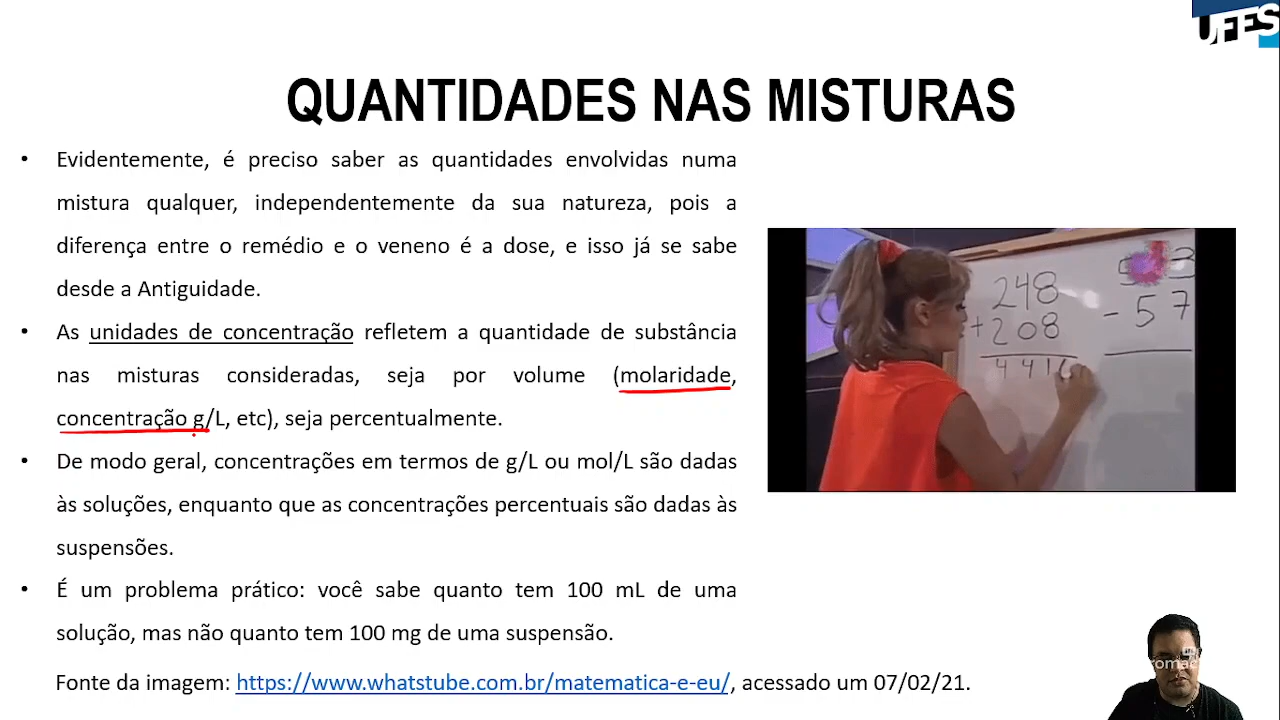 UFES
QUANTIDADES NAS MISTURAS
• Evidentemente, é preciso saber as quantidades envolvidas numa
mistura qualquer, independentemente da sua natureza, pois a
diferença entre o remédio e o veneno é a dose, e isso já se sabe
desde a Antiguidade.
• As unidades de concentração refletem a quantidade de substância
nas misturas consideradas, seja por volume (molaridade,
concentração g/L, etc), seja percentualmente.
• De modo geral, concentrações em termos de g/L ou mol/L são dadas
às soluções, enquanto que as concentrações percentuais são dadas às
suspensões.
• É um problema prático: você sabe quanto tem 100 mL de uma
solução, mas não quanto tem 100 mg de uma suspensão.
Fonte da imagem: https://www.whatstube.com.br/matematica-e-eu/, acessado um 07/02/21.
248
+208
4416
- 57